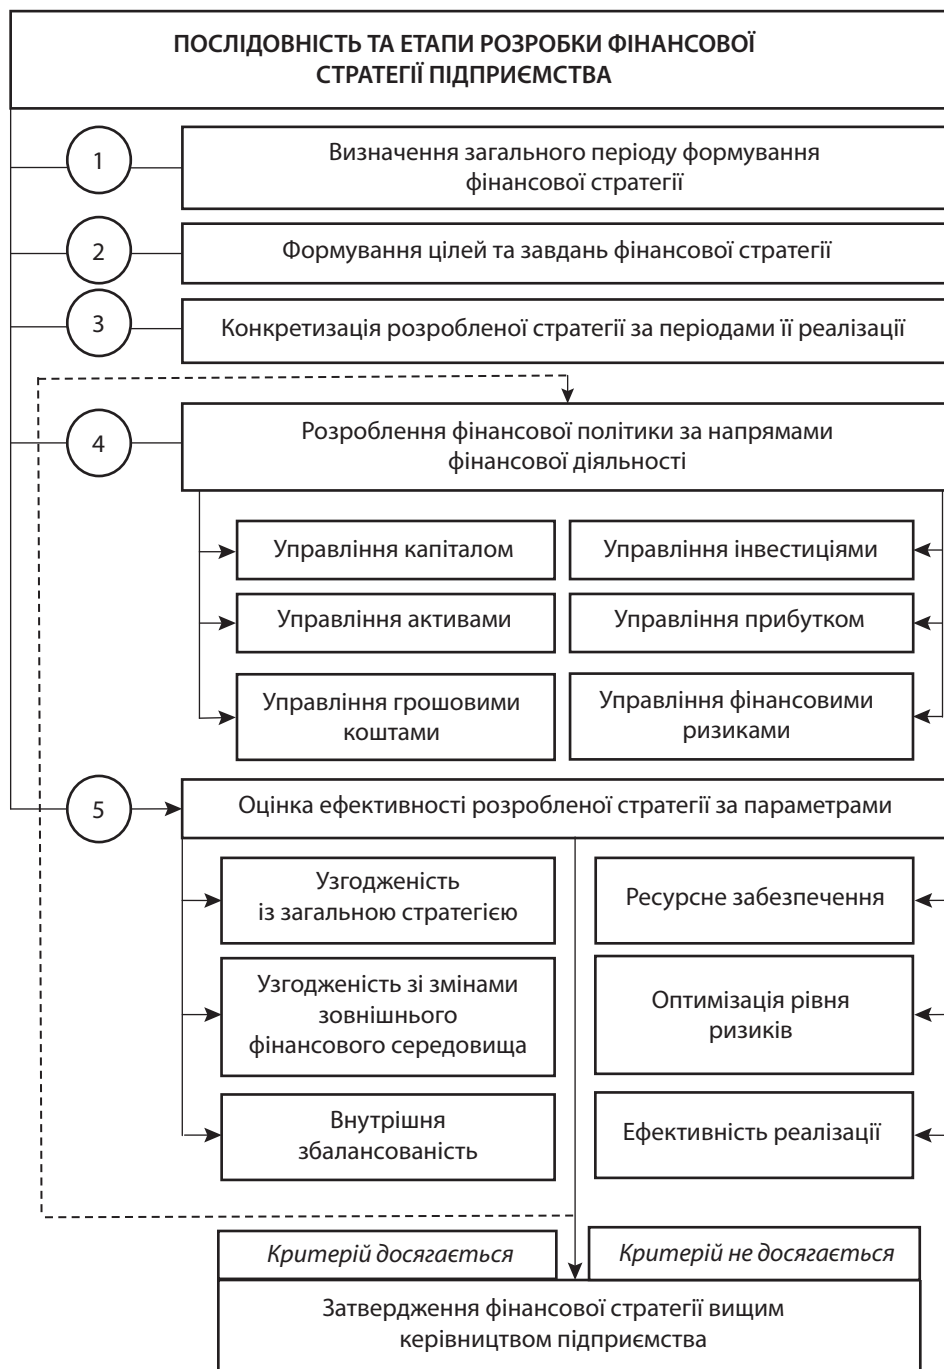 ПОСЛІДОВНІСТЬ ТА ЕТАПИ РОЗРОБКИ ФІНАНСОВОЇ
СТРАТЕГІЇ ПІДПРИЄМСТВА
1
Визначення загального періоду формування
фінансової стратегії
2
Формування цілей та завдань фінансової стратегії
3
Конкретизація розробленої стратегії за періодами її реалізації
4
Розроблення фінансової політики за напрямами
фінансової діяльності
Управління капіталом
Управління інвестиціями
Управління активами
Управління прибутком
Управління грошовими
коштами
Управління фінансовими
ризиками
5
Оцінка ефективності розробленої стратегії за параметрами
Узгодженість
із загальною стратегією
Ресурсне забезпечення
Узгодженість зі змінами
зовнішнього
фінансового середовища
Оптимізація рівня
ризиків
Внутрішня
збалансованість
Ефективність реалізації
Критерій досягається
Критерій не досягається
Затвердження фінансової стратегії вищим
керівництвом підприємства